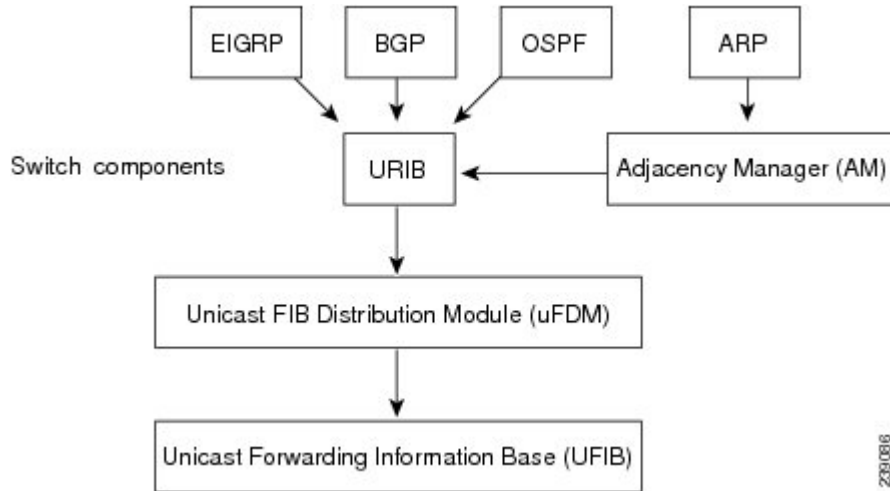 EIGRP
BGP
OSPF
ARP
Switch components
URIB
Adjacency Manager (AM)
Unicast FIB Distribution Module (uFDM)
Unicast Forwarding Information Base (UFIB)
239086